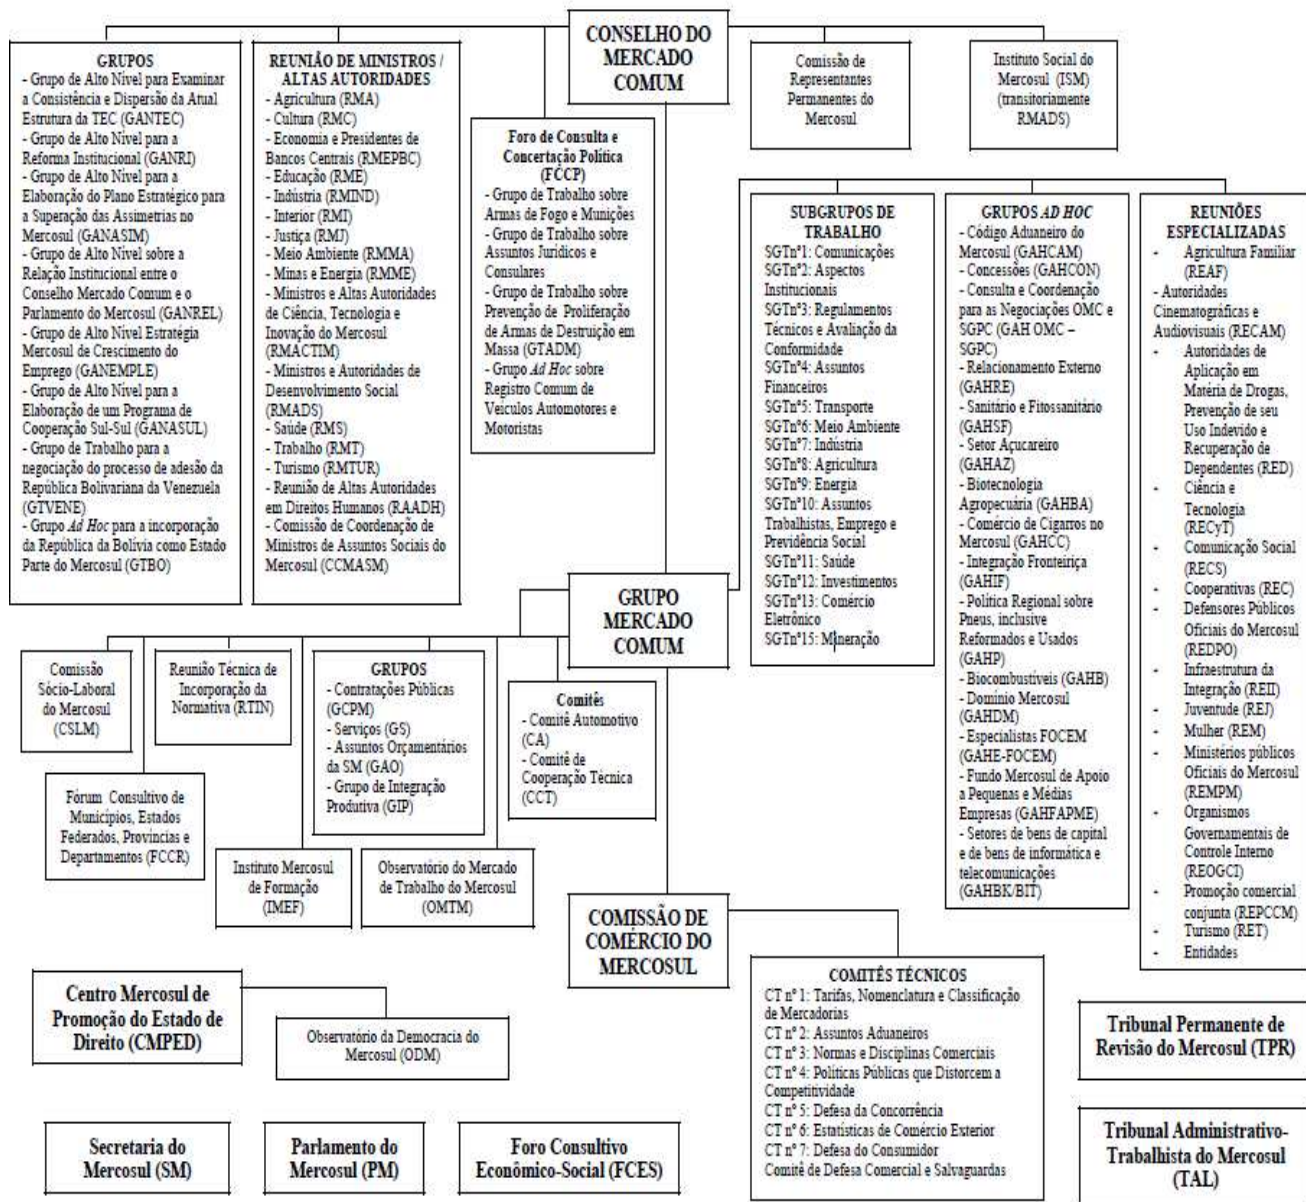 CONSELHO DO
MERCADO
COMUM
GRUPOS
- Grupo de Alto Nível para Examinar
a Consistência e Dispersão da Atual
Estrutura da TEC (GANTEC)
- Grupo de Alto Nível para a
Reforma Institucional (GANRI)
- Grupo de Alto Nível para a
Elaboração do Plano Estratégico para
a Superação das Assimetrias no
Mercosul (GANASIM)
- Grupo de Alto Nível sobre a
Relação Institucional entre o
Conselho Mercado Comum e o
Parlamento do Mercosul (GANREL)
- Grupo de Alto Nível Estratégia
Mercosul de Crescimento do
Emprego (GANEMPLE)
- Grupo de Alto Nível para a
Elaboração de um Programa de
Cooperação Sul-Sul (GANASUL)
- Grupo de Trabalho para a
negociação do processo de adesão da
República Bolivariana da Venezuela
(GTVENE)
- Grupo Ad Hoc para a incorporação
da República da Bolívia como Estado
Parte do Mercosul (GTBO)
REUNIÃO DE MINISTROS /
ALTAS AUTORIDADES
- Agricultura (RMA)
- Cultura (RMC)
- Economia e Presidentes de
Bancos Centrais (RMEPBC)
- Educação (RME)
- Indústria (RMIND)
- Interior (RMI)
- Justiça (RMJ)
- Meio Ambiente (RMMA)
- Minas e Energia (RMME)
- Ministros e Altas Autoridades
de Ciência, Tecnologia e
Inovação do Mercosul
(RMACTIM)
- Ministros e Autoridades de
Desenvolvimento Social
(RMADS)
- Saúde (RMS)
- Trabalho (RMT)
- Turismo (RMTUR)
- Reunião de Altas Autoridades
em Direitos Humanos (RAADH)
- Comissão de Coordenação de
Ministros de Assuntos Sociais do
Mercosul (CCMASM)
Foro de Consulta e
Concertação Política
(FCCP)
- Grupo de Trabalho sobre
Armas de Fogo e Munições
- Grupo de Trabalho sobre
Assuntos Jurídicos e
Consulares
- Grupo de Trabalho sobre
Prevenção de Proliferação
de Armas de Destruição em
Massa (GTADM)
- Grupo Ad Hoc sobre
Registro Comum de
Veículos Automotores e
Motoristas
Comissão de
Representantes
Permanentes do
Mercosul
Instituto Social do
Mercosul (ISM)
(transitoriamente
RMADS)
GRUPO
MERCADO
COMUM
SUBGRUPOS DE
TRABALHO
SGTnº1: Comunicações
SGTnº2: Aspectos
Institucionais
SGTnº3: Regulamentos
Técnicos e Avaliação da
Conformidade
SGTnº4: Assuntos
Financeiros
SGTnº5: Transporte
SGTnº6: Meio Ambiente
SGTnº7: Indústria
SGTnº8: Agricultura
SGTnº9: Energia
SGTnº10: Assuntos
Trabalhistas, Emprego e
Previdência Social
SGTnº11: Saúde
SGTnº12: Investimentos
SGTnº13: Comércio
Eletrônico
SGTnº15: Mineração
GRUPOS AD HOC
- Código Aduaneiro do
Mercosul (GAHCAM)
- Concessões (GAHCON)
- Consulta e Coordenação
para as Negociações OMC e
SGPC (GAH OMC –
SGPC)
- Relacionamento Externo
(GAHRE)
- Sanitário e Fitossanitário
(GAHSF)
- Setor Açucareiro
(GAHAZ)
- Biotecnologia
Agropecuária (GAHBA)
- Comércio de Cigarros no
Mercosul (GAHCC)
- Integração Fronteiriça
(GAHIF)
- Política Regional sobre
Pneus, inclusive
Reformados e Usados
(GAHP)
- Biocombustíveis (GAHB)
- Domínio Mercosul
(GAHDM)
- Especialistas FOCEM
(GAHE-FOCEM)
- Fundo Mercosul de Apoio
a Pequenas e Médias
Empresas (GAHFAPME)
- Setores de bens de capital
e de bens de informática e
telecomunicações
(GAHBK/BIT)
REUNIÕES
ESPECIALIZADAS
- Agricultura Familiar
(REAF)
- Autoridades
Cinematográficas e
Audiovisuais (RECAM)
- Autoridades de
Aplicação em
Matéria de Drogas,
Prevenção de seu
Uso Indevido e
Recuperação de
Dependentes (RED)
- Ciência e
Tecnologia
(RECyT)
- Comunicação Social
(RECS)
- Cooperativas (REC)
- Defensores Públicos
Oficiais do Mercosul
(REDPO)
- Infraestrutura da
Integração (REII)
- Juventude (REJ)
- Mulher (REM)
- Ministérios públicos
Oficiais do Mercosul
(REMPM)
- Organismos
Governamentais de
Controle Interno
(REOGCI)
- Promoção comercial
conjunta (REPCCM)
- Turismo (RET)
- Entidades
Comissão
Sócio-Laboral
do Mercosul
(CSLM)
Reunião Técnica de
Incorporação da
Normativa (RTIN)
GRUPOS
- Contratações Públicas
(GCPM)
- Serviços (GS)
- Assuntos Orçamentários
da SM (GAO)
- Grupo de Integração
Produtiva (GIP)
Comitês
- Comitê Automotivo
(CA)
- Comitê de
Cooperação Técnica
(CCT)
Fórum Consultivo de
Municípios, Estados
Federados, Províncias e
Departamentos (FCCR)
Instituto Mercosul
de Formação
(IMEF)
Observatório do Mercado
de Trabalho do Mercosul
(OMTM)
COMISSÃO DE
COMÉRCIO DO
MERCOSUL
COMITÊS TÉCNICOS
CT nº 1: Tarifas, Nomenclatura e Classificação
de Mercadorias
CT nº 2: Assuntos Aduaneiros
CT nº 3: Normas e Disciplinas Comerciais
CT nº 4: Políticas Públicas que Distorcem a
Competitividade
CT nº 5: Defesa da Concorrência
CT nº 6: Estatísticas de Comércio Exterior
CT nº 7: Defesa do Consumidor
Comitê de Defesa Comercial e Salvaguardas
Centro Mercosul de
Promoção do Estado de
Direito (CMPED)
Observatório da Democracia do
Mercosul (ODM)
Tribunal Permanente de
Revisão do Mercosul (TPR)
Secretaria do
Mercosul (SM)
Parlamento do
Mercosul (PM)
Foro Consultivo
Econômico-Social (FCES)
Tribunal Administrativo-
Trabalhista do Mercosul
(TAL)